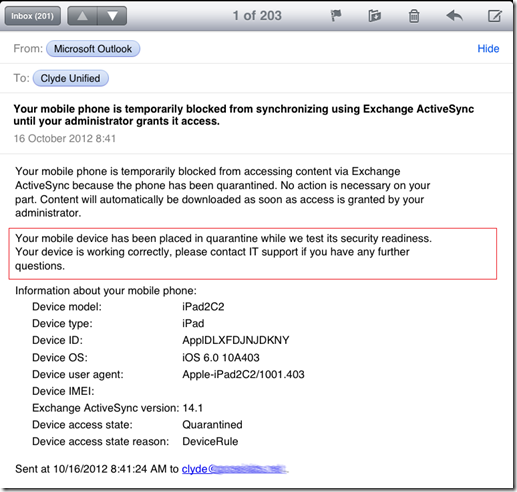 Inbox (201)
1 of 203
From: Microsoft Outlook
Hide
To: Clyde Unified
Your mobile phone is temporarily blocked from synchronizing using Exchange ActiveSync
until your administrator grants it access.
16 October 2012 8:41
Your mobile phone is temporarily blocked from accessing content via Exchange
ActiveSync because the phone has been quarantined. No action is necessary on your
part. Content will automatically be downloaded as soon as access is granted by your
administrator.
Your mobile device has been placed in quarantine while we test its security readiness.
Your device is working correctly, please contact IT support if you have any further
questions.
Information about your mobile phone:
Device model: iPad2C2
Device type: iPad
Device ID: ApplDLXFDJNJDKNY
Device OS: iOS 6.0 10A403
Device user agent: Apple-iPad2C2/1001.403
Device IMEI:
Exchange ActiveSync version: 14.1
Device access state: Quarantined
Device access state reason: DeviceRule
Sent at 10/16/2012 8:41:24 AM to clyde@